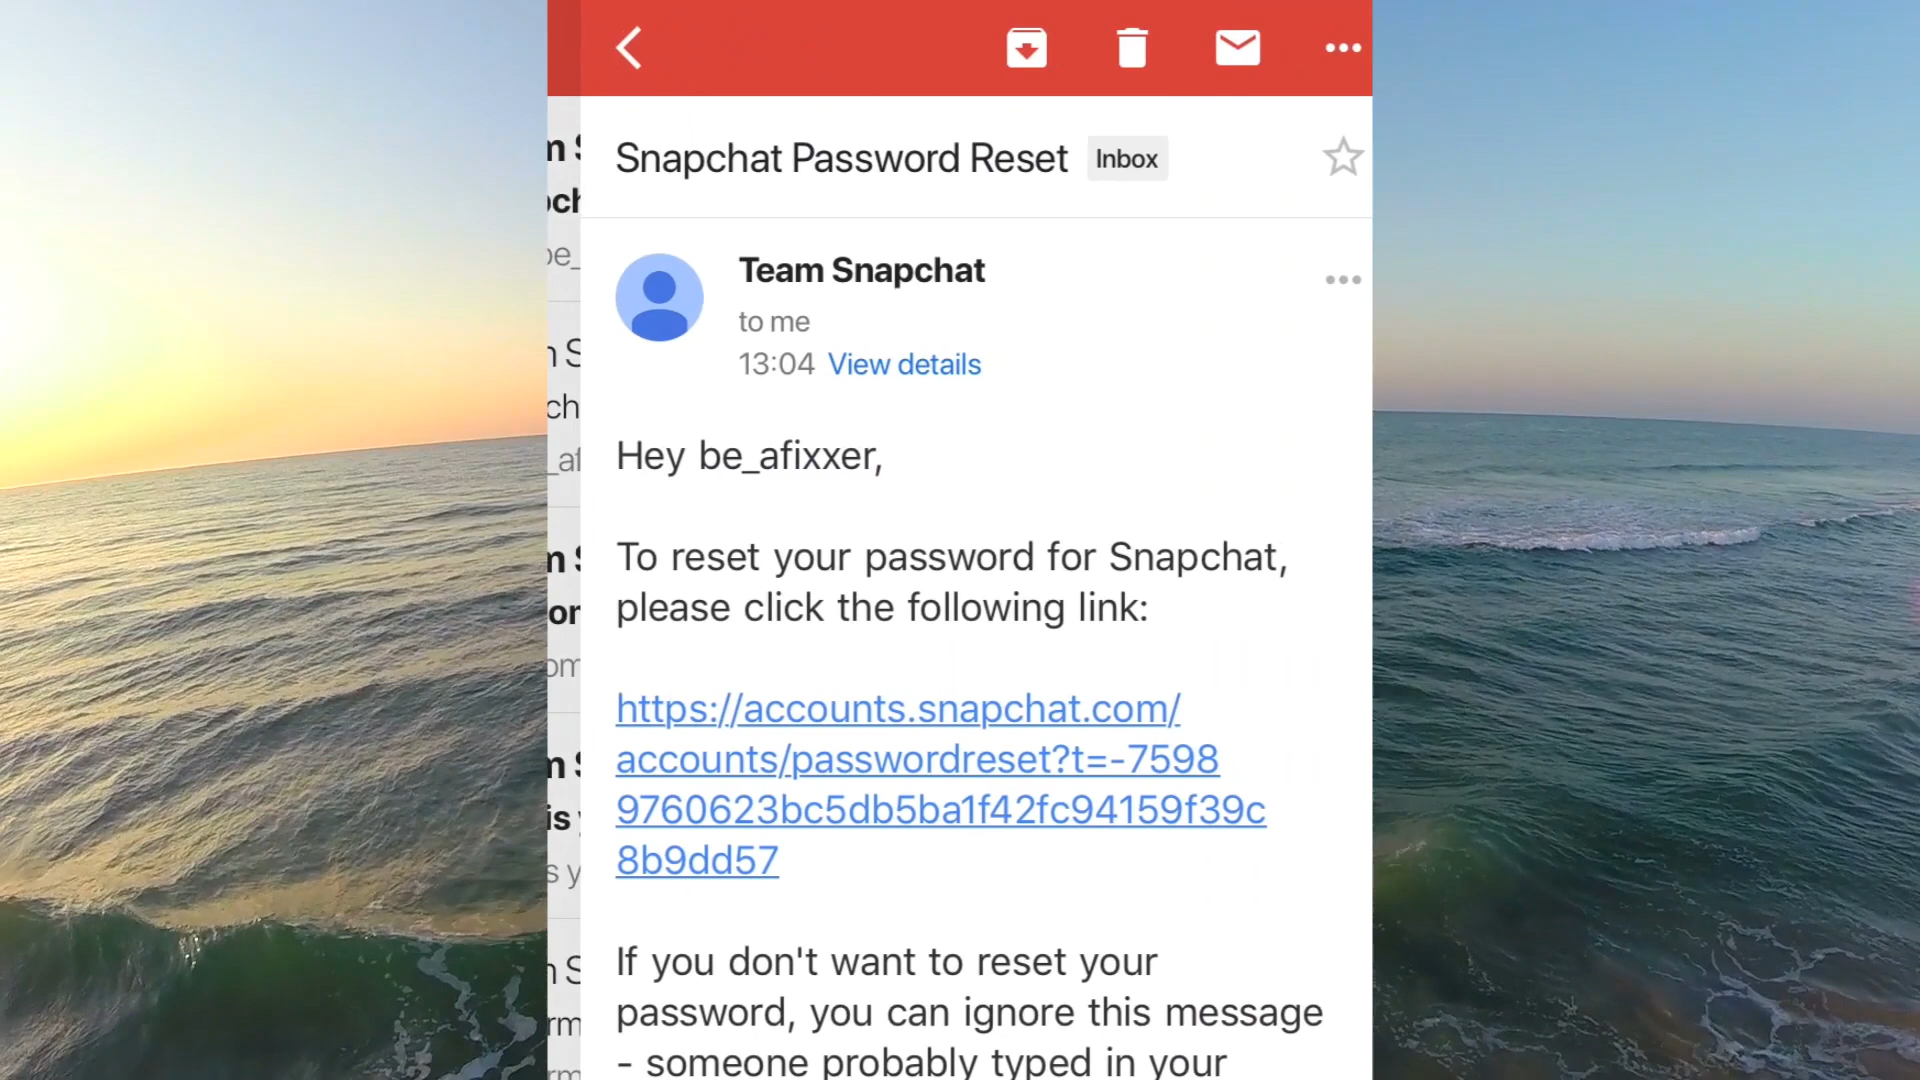 Snapchat Password Reset Inbox
Team Snapchat
to me
13:04 View details
Hey be_afixxer,
To reset your password for Snapchat,
please click the following link:
https://accounts.snapchat.com/
accounts/passwordreset?t=-7598
9760623bc5db5ba1f42fc94159f39c
8b9dd57
If you don't want to reset your
password, you can ignore this message
- someone probably typed in your